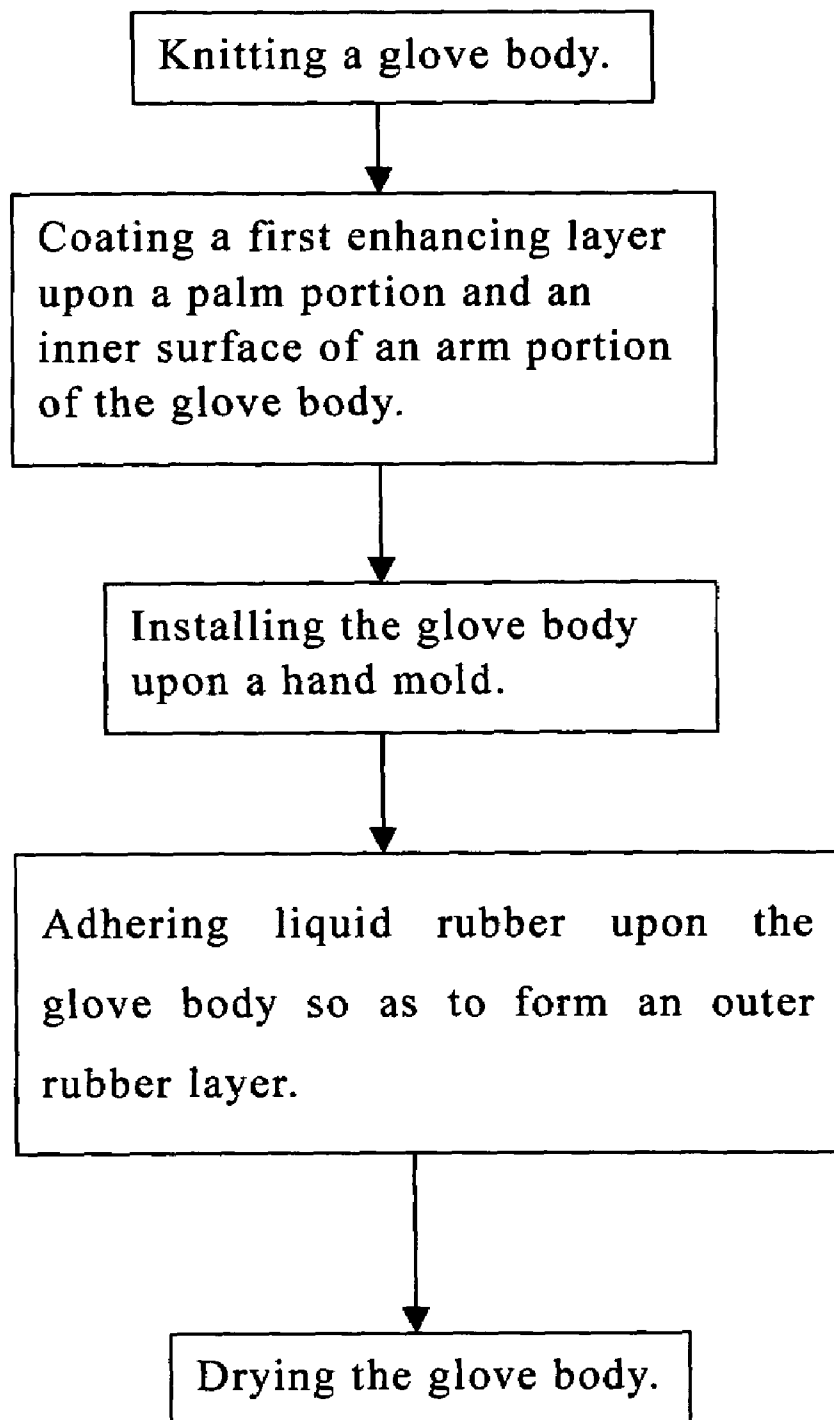 Knitting a glove body.
Coating a first enhancing layer
upon a palm portion and an
inner surface of an arm portion
of the glove body.
Installing the glove body
upon a hand mold.
Adhering liquid rubber upon the
glove body so as to form an outer
rubber layer.
Drying the glove body.